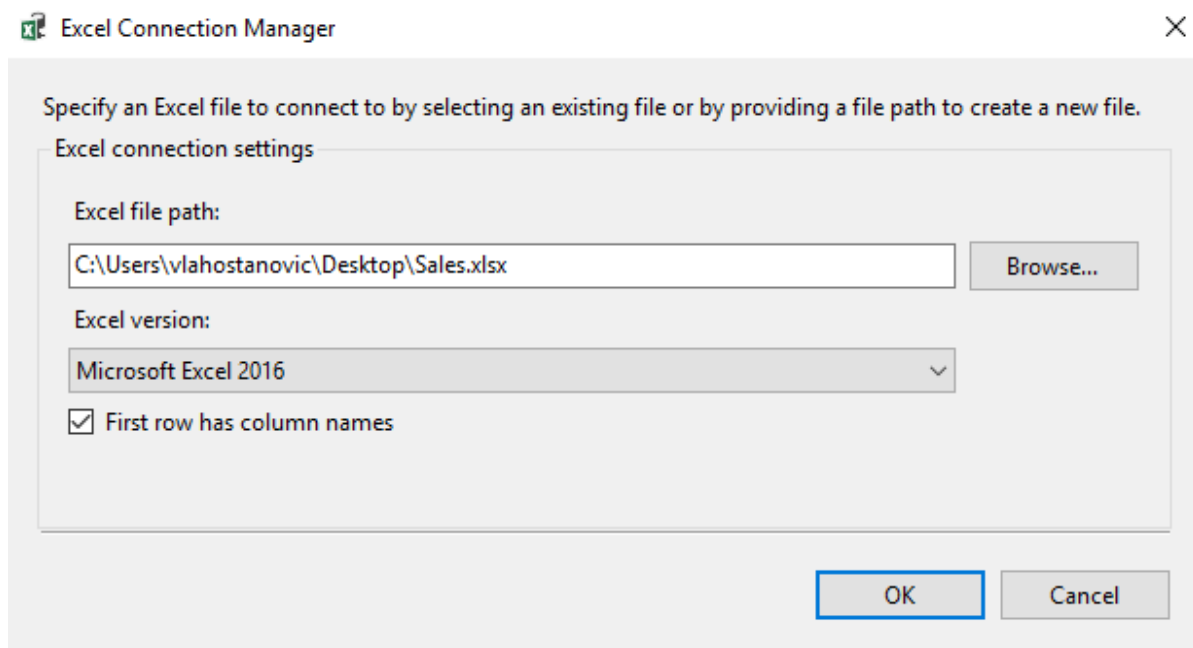 Excel Connection Manager
Specify an Excel file to connect to by selecting an existing file or by providing a file path to create a new file.
Excel connection settings
Excel file path:
C:\Users\vlahostanovic\Desktop\Sales.xlsx
Browse...
Excel version:
Microsoft Excel 2016
First row has column names
OK
Cancel